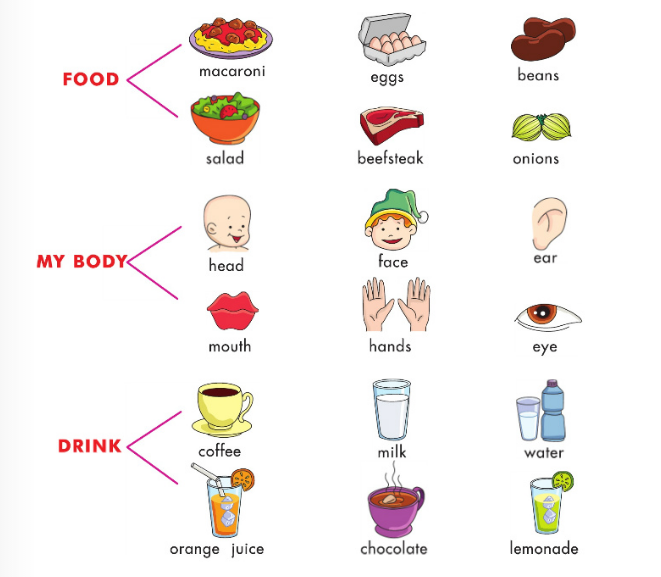 FOOD
macaroni
eggs
beans
salad
beefsteak
onions
MY BODY
head
face
ear
mouth
hands
eye
DRINK
coffee
milk
water
orange juice
chocolate
lemonade